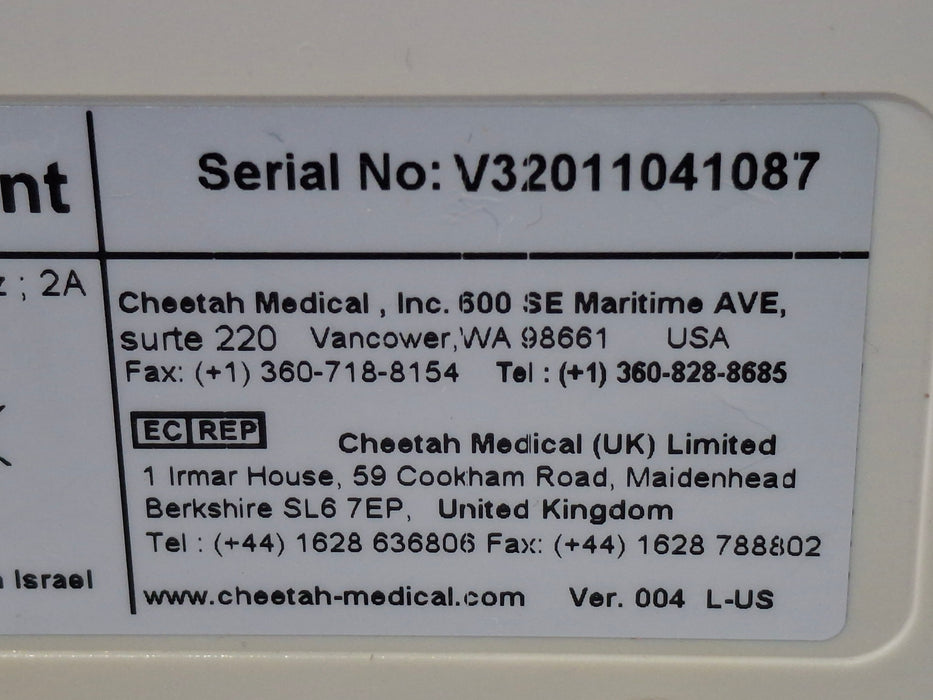 nt
Serial No: V32011041087
z ; 2A
Cheetah Medical , Inc. 600 SE Maritime AVE,
surte 220 Vancower,WA 98661 USA
Fax: (+1) 360-718-8154 Tel : (+1) 360-828-8685
EC REP
Cheetah Medical (UK) Limited
1 Irmar House, 59 Cookham Road, Maidenhead
Berkshire SL6 7EP, United Kingdom
Tel : (+44) 1628 636806 Fax: (+44) 1628 788802
Israel
www.cheetah-medical.com Ver. 004 L-US